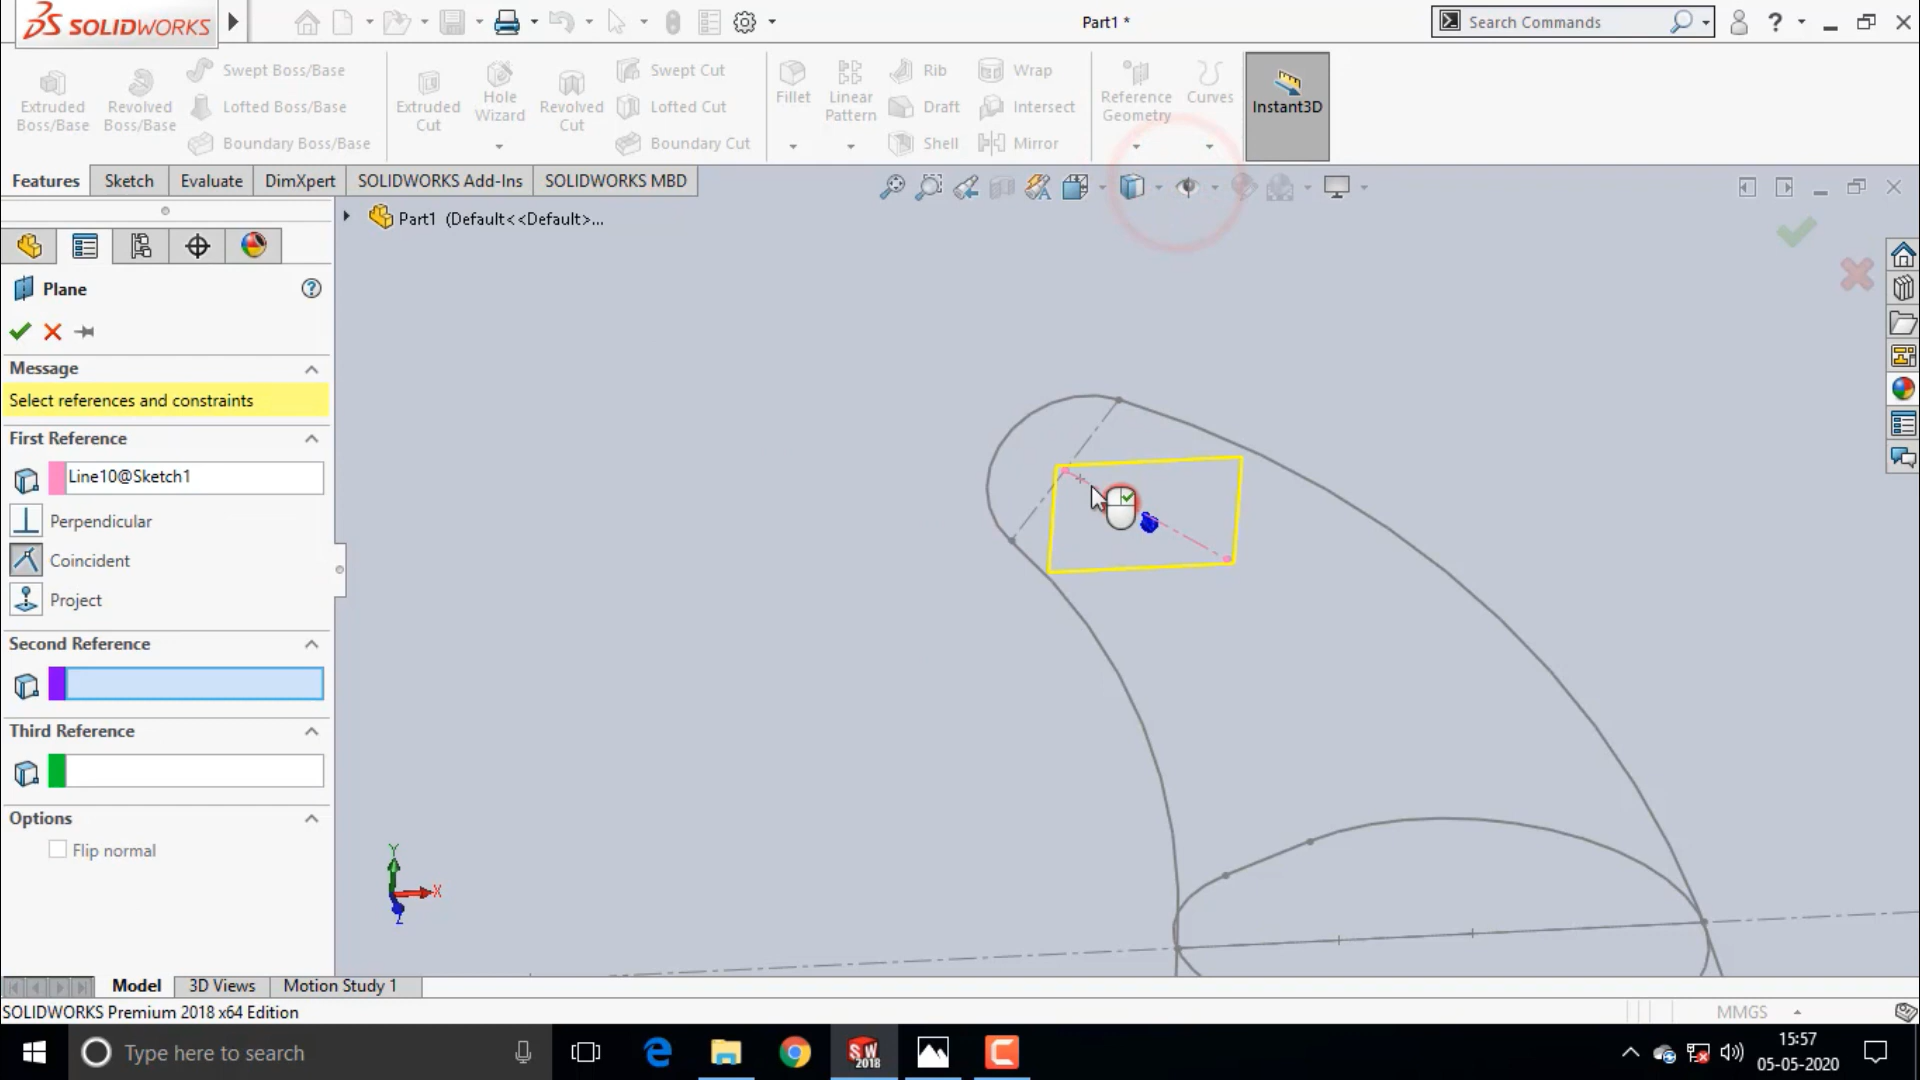 SOLIDWORKS
Part1 *
Search Commands
Extruded Boss/Base
Revolved Boss/Base
Swept Boss/Base
Lofted Boss/Base
Boundary Boss/Base
Extruded Cut
Hole Wizard
Revolved Cut
Swept Cut
Lofted Cut
Boundary Cut
Fillet
Linear Pattern
Rib
Draft
Shell
Wrap
Intersect
Mirror
Reference Geometry
Curves
Instant3D
Features
Sketch
Evaluate
DimXpert
SOLIDWORKS Add-Ins
SOLIDWORKS MBD
Part1 (Default<<Default>...
Plane
Message
Select references and constraints
First Reference
Line10@Sketch1
Perpendicular
Coincident
Project
Second Reference
Third Reference
Options
Flip normal
Y
X
Z
Model
3D Views
Motion Study 1
SOLIDWORKS Premium 2018 x64 Edition
MMGS
Type here to search
SW
2018
15:57
05-05-2020